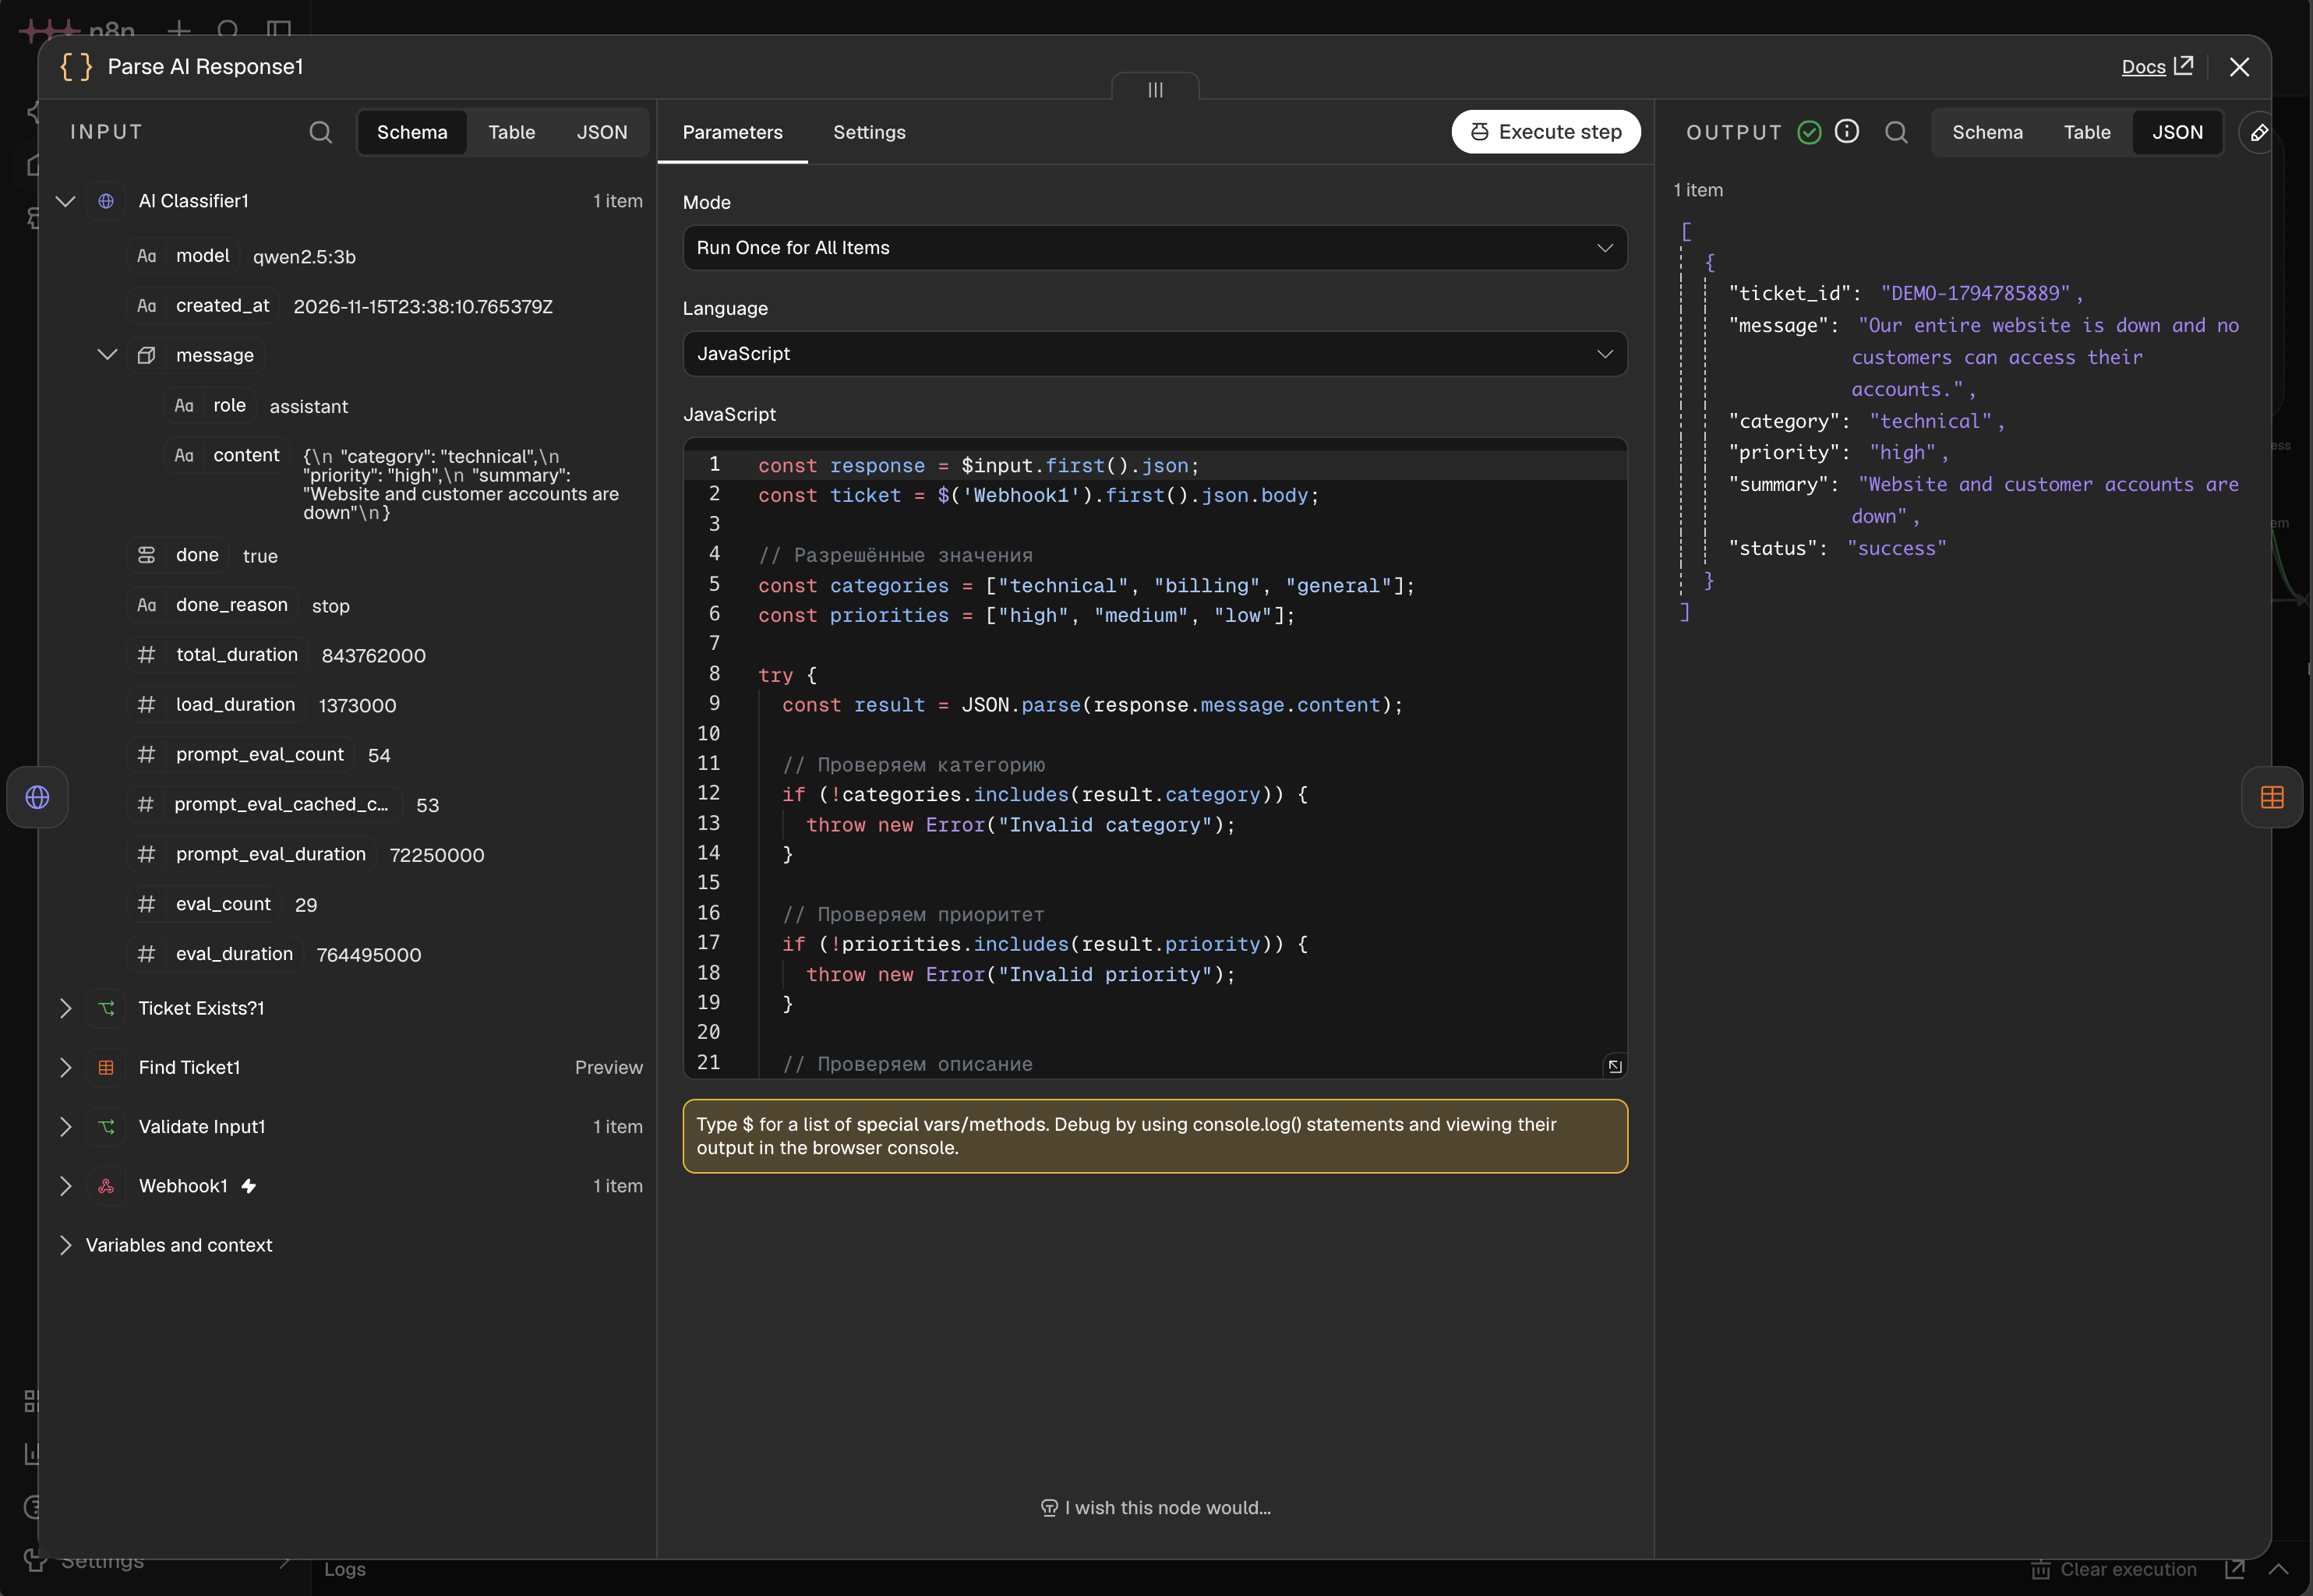 n8n
Parse AI Response1
Docs
INPUT
Schema Table JSON
AI Classifier1 1 item
Aa model qwen2.5:3b
Aa created_at 2026-11-15T23:38:10.765379Z
message
Aa role assistant
Aa content {\n "category": "technical",\n
"priority": "high",\n "summary":
"Website and customer accounts are
down"\n}
done true
Aa done_reason stop
# total_duration 843762000
# load_duration 1373000
# prompt_eval_count 54
# prompt_eval_cached_c... 53
# prompt_eval_duration 72250000
# eval_count 29
# eval_duration 764495000
Ticket Exists?1
Find Ticket1 Preview
Validate Input1 1 item
Webhook1 1 item
Variables and context
Parameters Settings
Execute step
Mode
Run Once for All Items
Language
JavaScript
JavaScript
1 const response = $input.first().json;
2 const ticket = $('Webhook1').first().json.body;
3
4 // Разрешённые значения
5 const categories = ["technical", "billing", "general"];
6 const priorities = ["high", "medium", "low"];
7
8 try {
9 const result = JSON.parse(response.message.content);
10
11 // Проверяем категорию
12 if (!categories.includes(result.category)) {
13 throw new Error("Invalid category");
14 }
15
16 // Проверяем приоритет
17 if (!priorities.includes(result.priority)) {
18 throw new Error("Invalid priority");
19 }
20
21 // Проверяем описание
Type $ for a list of special vars/methods. Debug by using console.log() statements and viewing their
output in the browser console.
I wish this node would...
OUTPUT
Schema Table JSON
1 item
[
{
"ticket_id": "DEMO-1794785889",
"message": "Our entire website is down and no
customers can access their
accounts.",
"category": "technical",
"priority": "high",
"summary": "Website and customer accounts are
down",
"status": "success"
}
]
ess
em
Settings
Logs
Clear execution